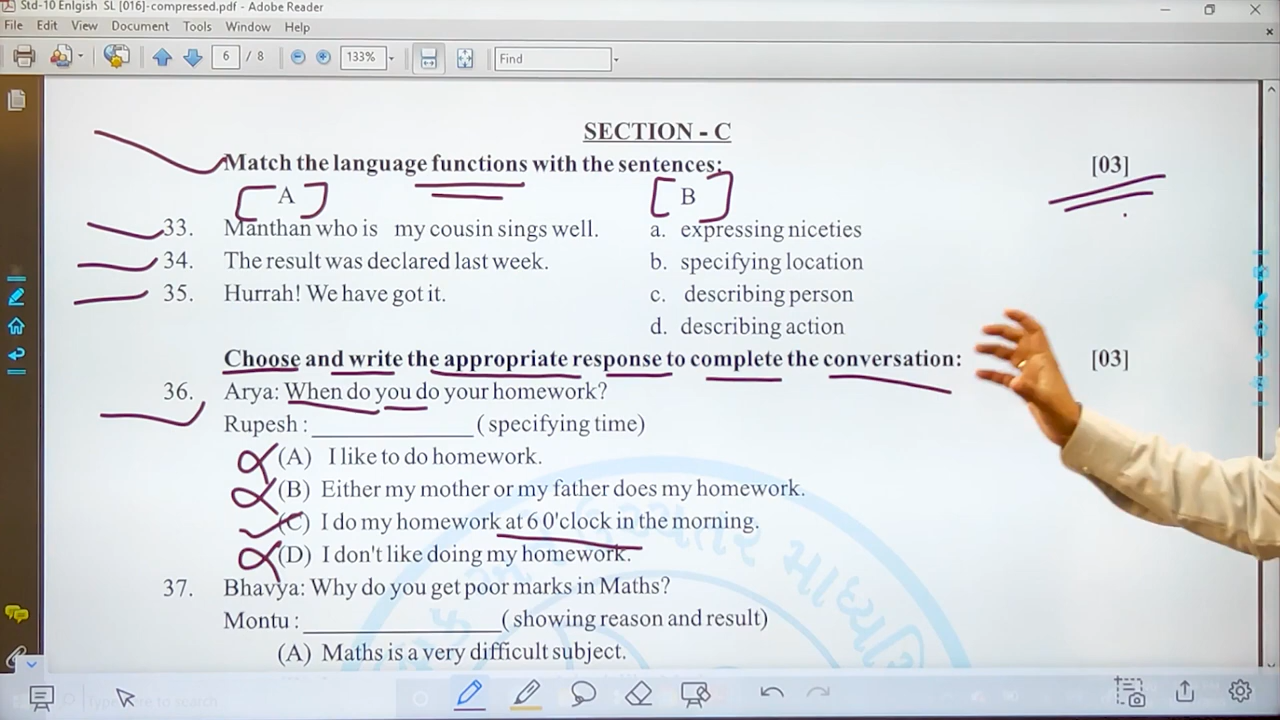 Std-10 Enlgish SL [016]-compressed.pdf - Adobe Reader
File Edit View Document Tools Window Help
6 / 8 133% Find
SECTION - C
Match the language functions with the sentences: [03]
A B
33. Manthan who is my cousin sings well. a. expressing niceties
34. The result was declared last week. b. specifying location
35. Hurrah! We have got it. c. describing person
d. describing action
Choose and write the appropriate response to complete the conversation: [03]
36. Arya: When do you do your homework?
Rupesh : ______________ ( specifying time)
(A) I like to do homework.
(B) Either my mother or my father does my homework.
(C) I do my homework at 6 0'clock in the morning.
(D) I don't like doing my homework.
37. Bhavya: Why do you get poor marks in Maths?
Montu : _________________ ( showing reason and result)
(A) Maths is a very difficult subject.
Type here to search